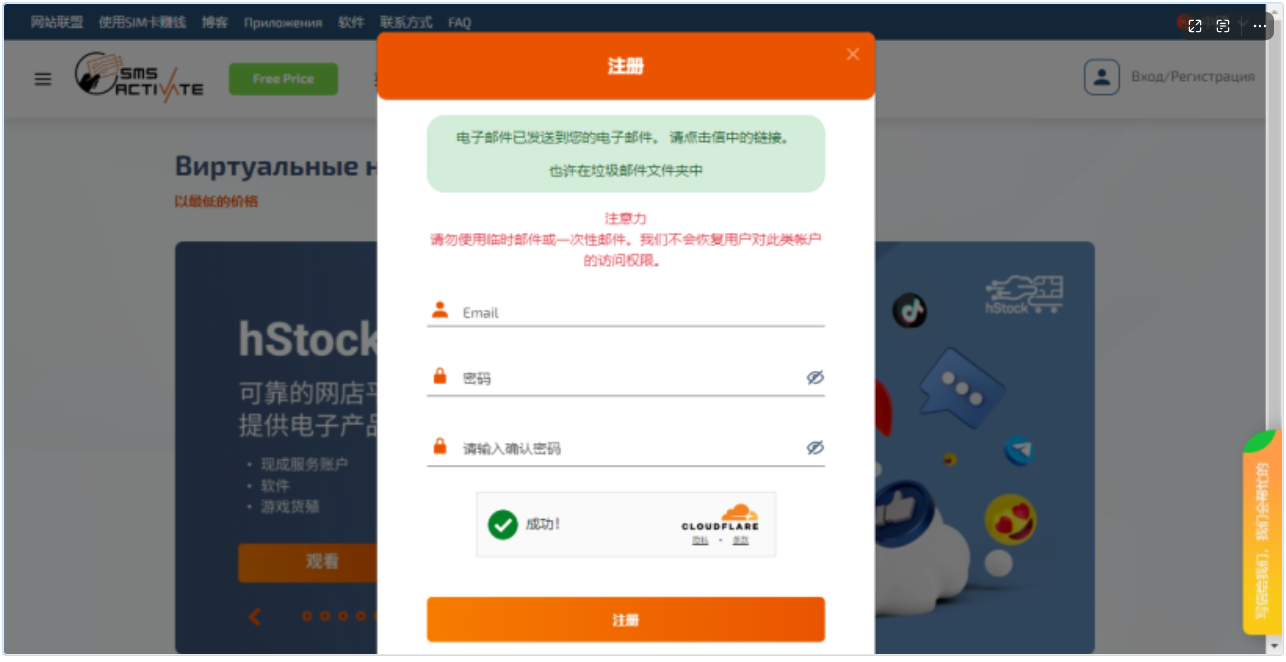 网站联盟 使用SIM卡赚钱 博客 Приложения 软件 联系方式 FAQ
SMS ACTIVATE
Free Price
Вход/Регистрация
注册
电子邮件已发送到您的电子邮件。 请点击信中的链接。
也许在垃圾邮件文件夹中
注意力
请勿使用临时邮件或一次性邮件。我们不会恢复用户对此类帐户
的访问权限。
Email
密码
请输入确认密码
成功!
CLOUDFLARE
隐私 • 条款
注册
Виртуальные н
以最低的价格
hStock
可靠的网店平
提供电子产品
• 现成服务账户
• 软件
• 游戏货殖
观看
hStock
写信给我们，我们会帮忙的